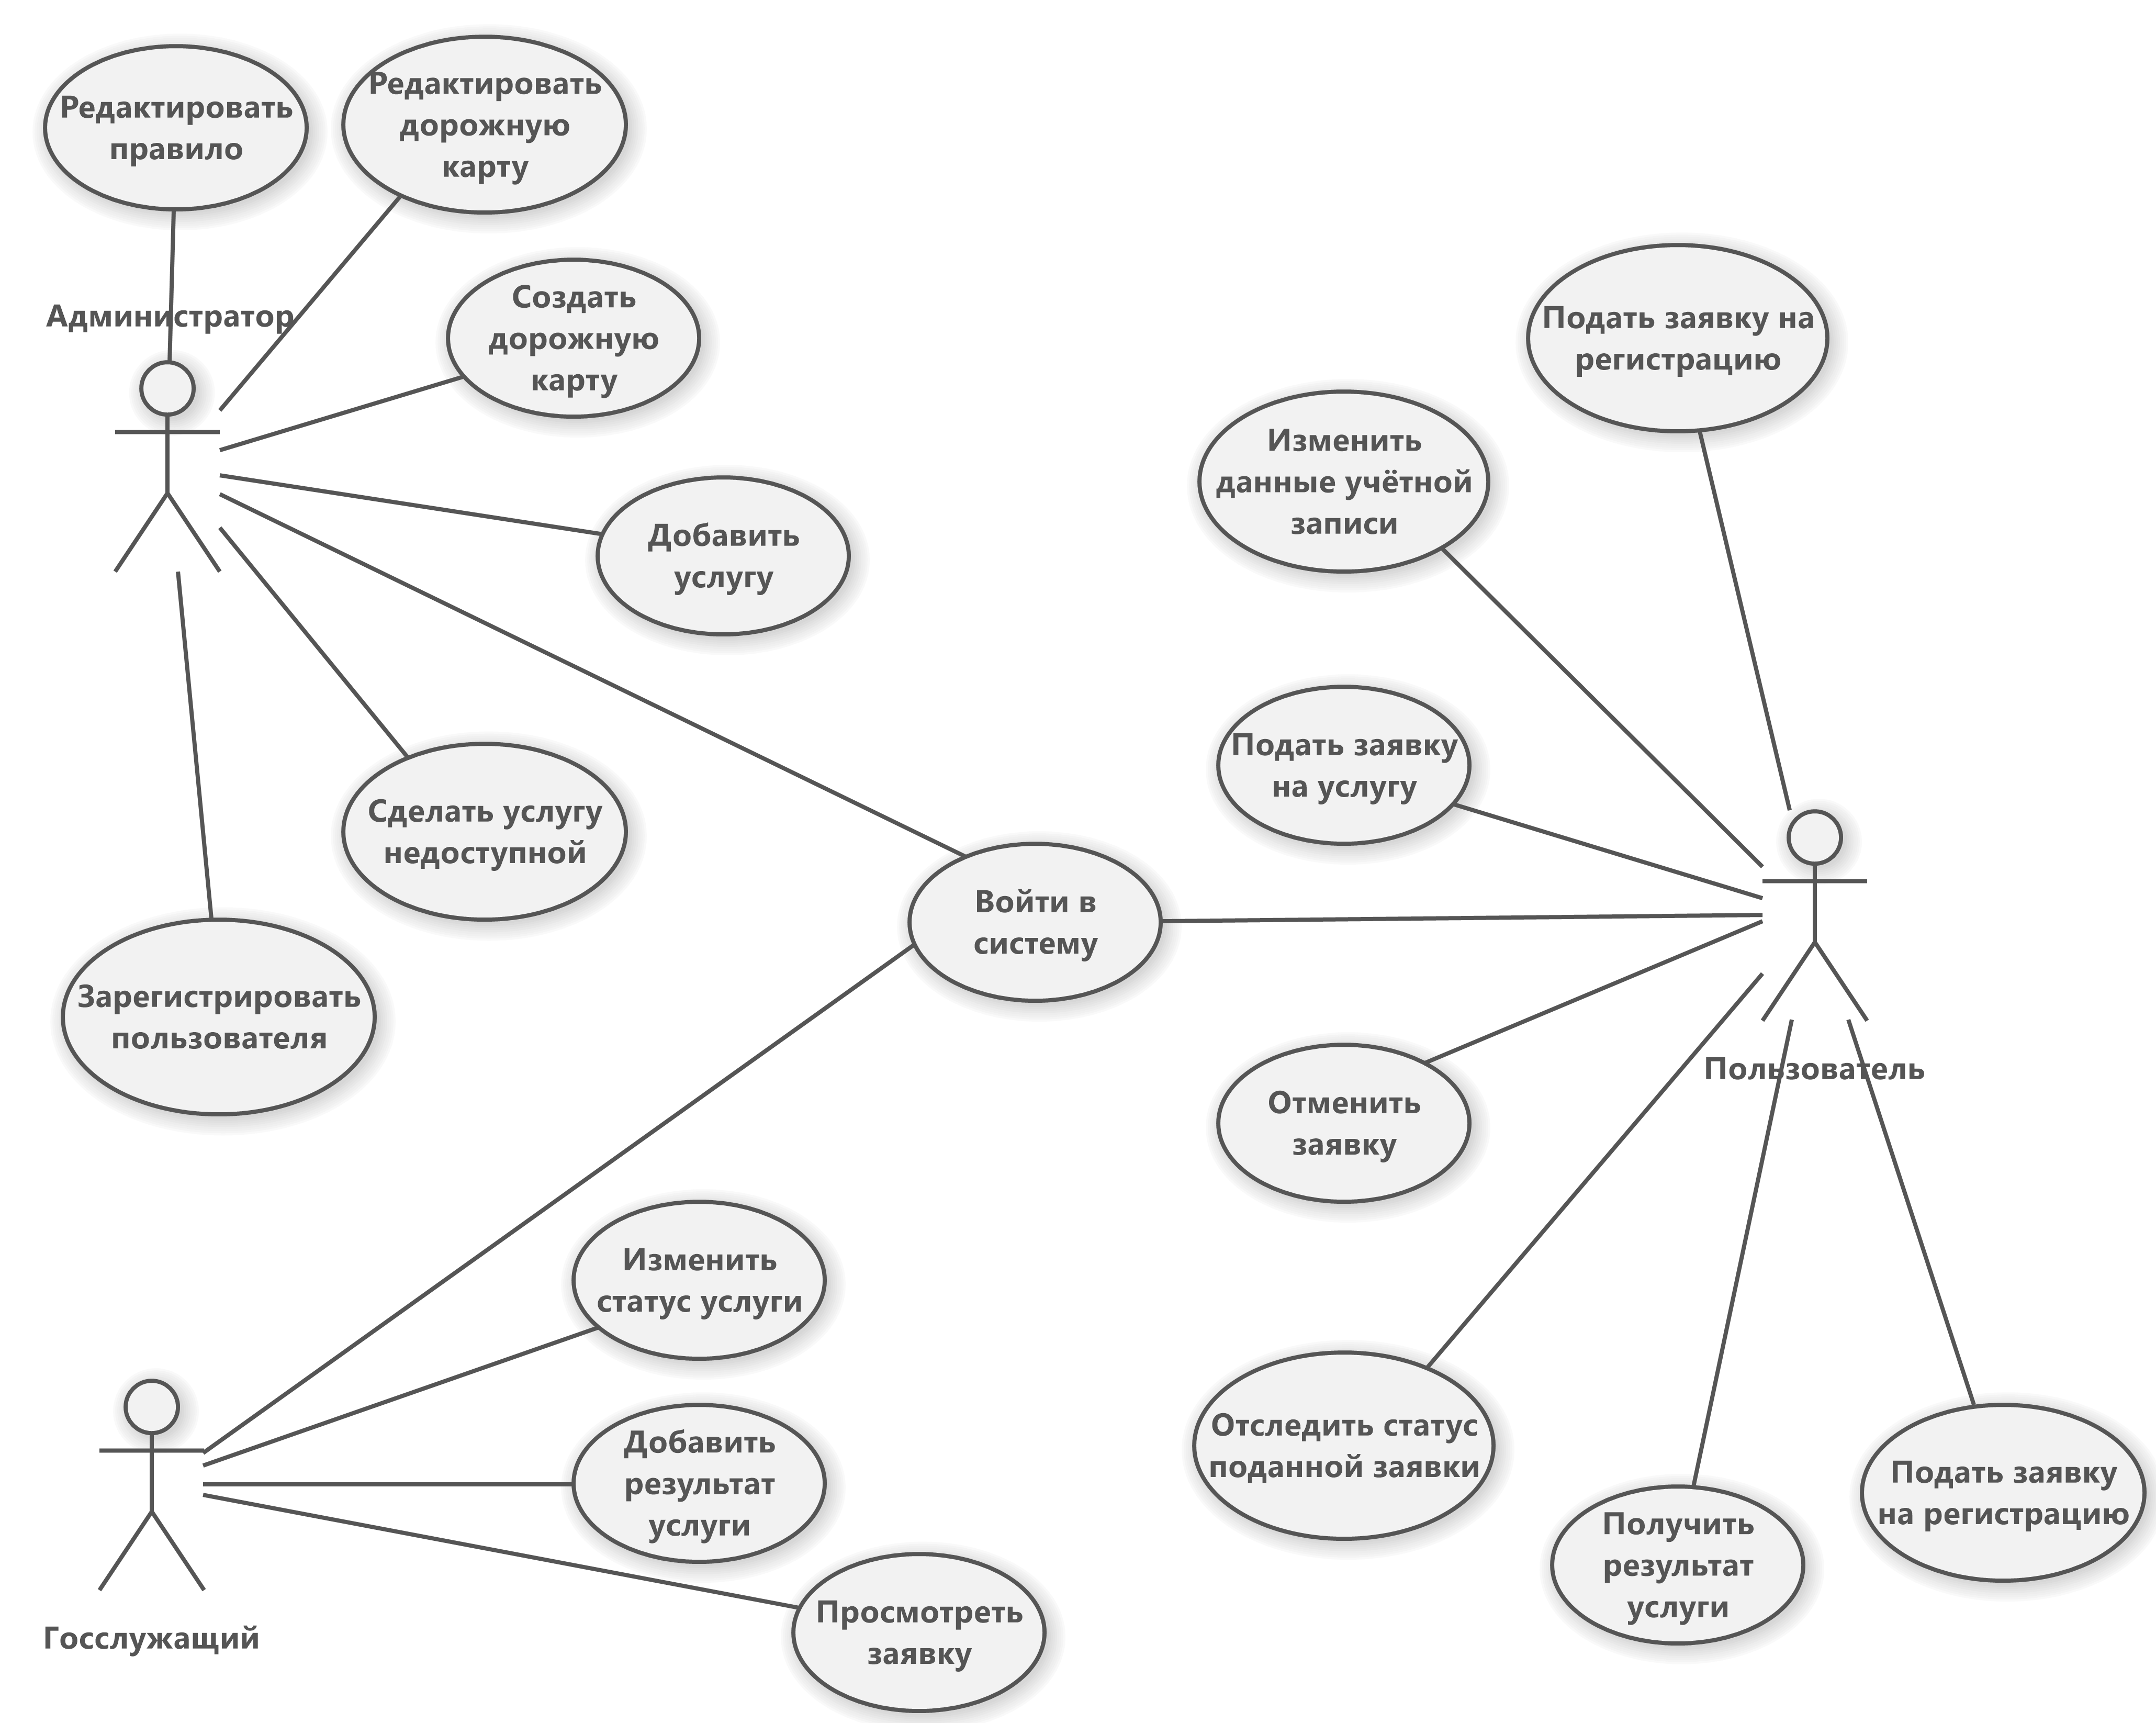 Редактировать
правило
Редактировать
дорожную
карту
Администратор
Создать
дорожную
карту
Добавить
услугу
Сделать услугу
недоступной
Зарегистрировать
пользователя
Войти в
систему
Подать заявку на
регистрацию
Изменить
данные учётной
записи
Подать заявку
на услугу
Пользователь
Отменить
заявку
Отследить статус
поданной заявки
Получить
результат
услуги
Подать заявку
на регистрацию
Изменить
статус услуги
Добавить
результат
услуги
Просмотреть
заявку
Госслужащий